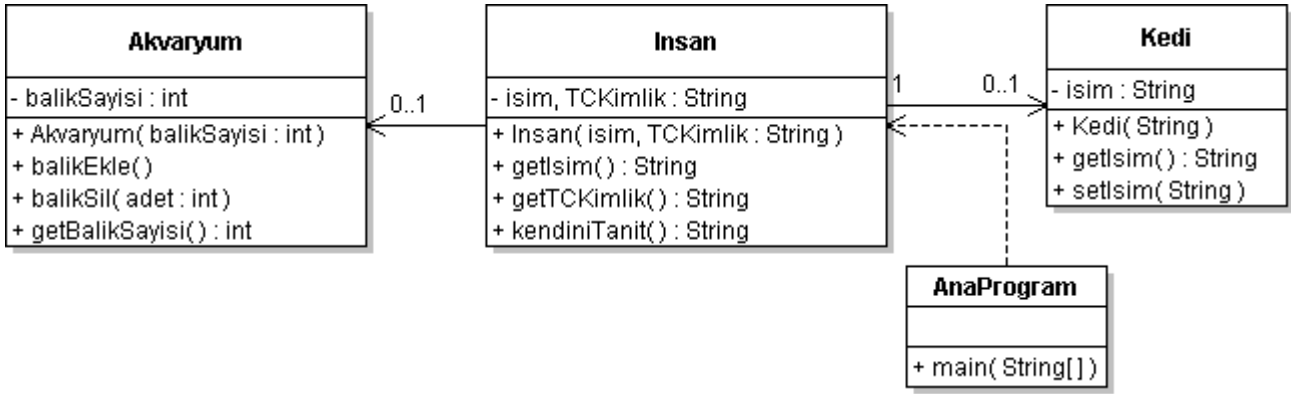 Akvaryum
- balikSayisi : int
+ Akvaryum( balikSayisi : int )
+ balikEkle()
+ balikSil( adet : int )
+ getBalikSayisi() : int
0..1
Insan
- isim, TCKimlik : String
+ Insan( isim, TCKimlik : String )
+ getIsim() : String
+ getTCKimlik() : String
+ kendiniTanit() : String
1
0..1
Kedi
- isim : String
+ Kedi( String )
+ getIsim() : String
+ setIsim( String )
AnaProgram
+ main( String[] )